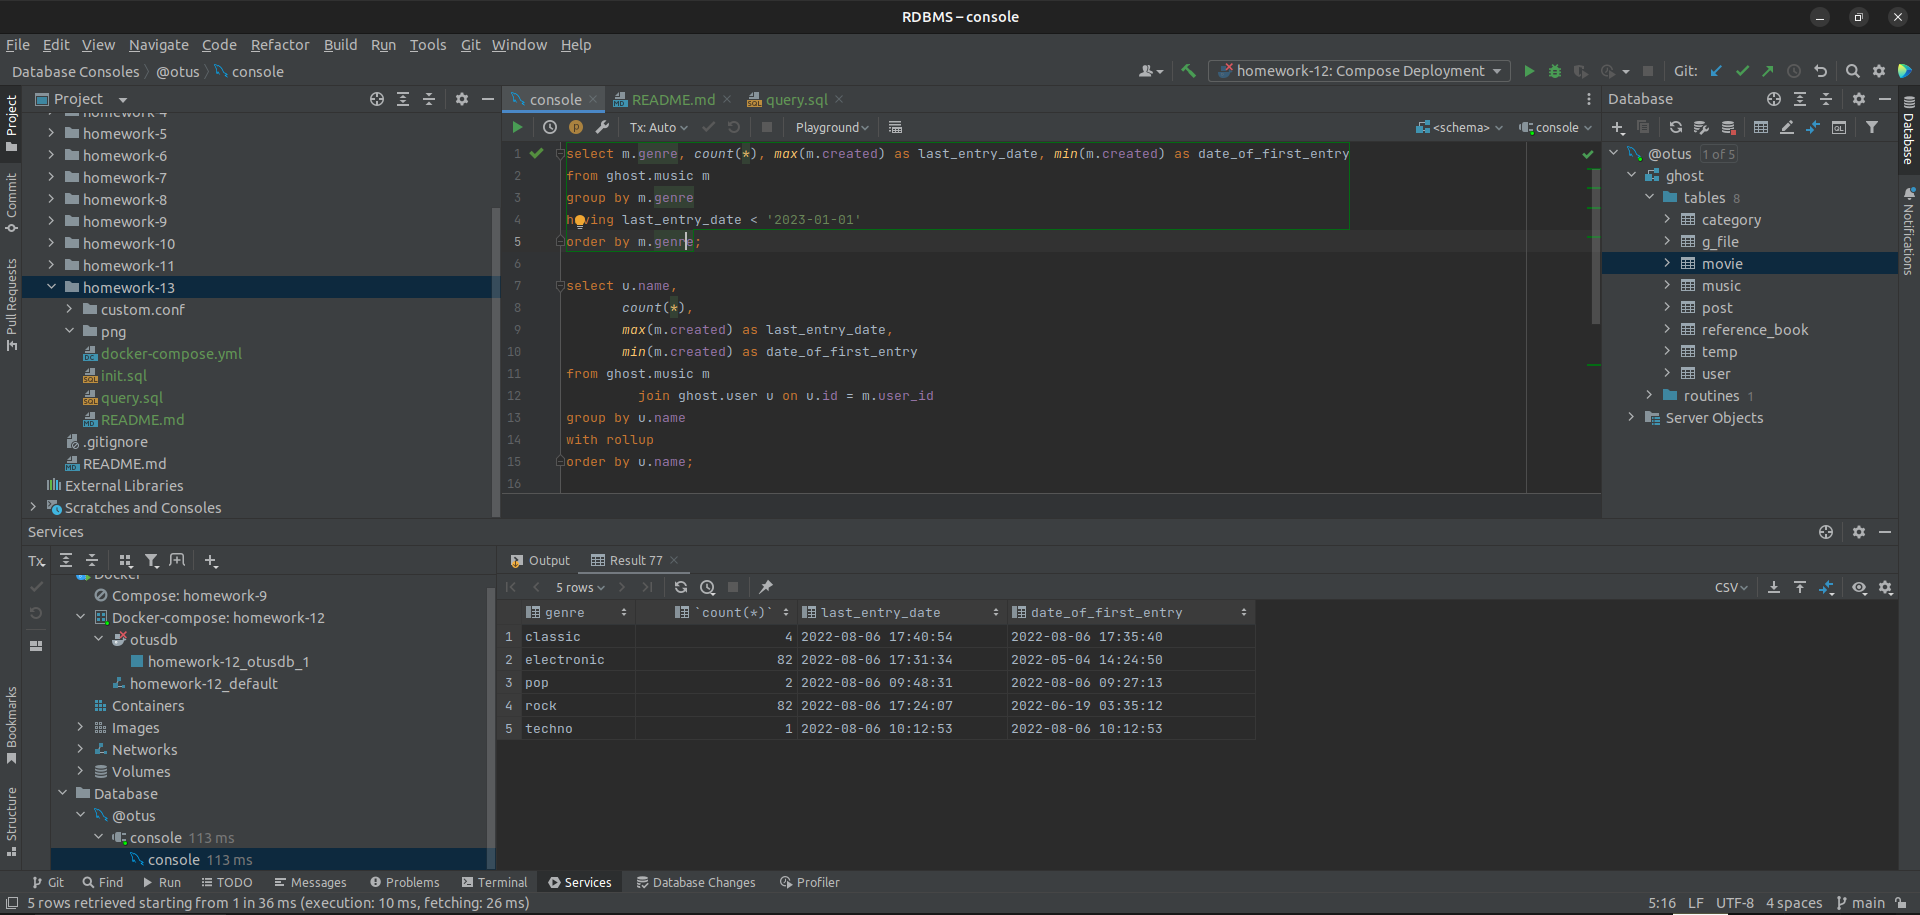 RDBMS – console
File Edit View Navigate Code Refactor Build Run Tools Git Window Help
Database Consoles 〉 @otus 〉 console
homework-12: Compose Deployment
Git:
Project
homework-4
homework-5
homework-6
homework-7
homework-8
homework-9
homework-10
homework-11
homework-13
custom.conf
png
docker-compose.yml
init.sql
query.sql
README.md
.gitignore
README.md
External Libraries
Scratches and Consoles
Project
Commit
Pull Requests
Bookmarks
Structure
console README.md query.sql
Tx: Auto Playground <schema> console
1 select m.genre, count(*), max(m.created) as last_entry_date, min(m.created) as date_of_first_entry
2 from ghost.music m
3 group by m.genre
4 having last_entry_date < '2023-01-01'
5 order by m.genre;
6
7 select u.name,
8 count(*),
9 max(m.created) as last_entry_date,
10 min(m.created) as date_of_first_entry
11 from ghost.music m
12 join ghost.user u on u.id = m.user_id
13 group by u.name
14 with rollup
15 order by u.name;
16
Database
@otus 1 of 5
ghost
tables 8
category
g_file
movie
music
post
reference_book
temp
user
routines 1
Server Objects
Database
Notifications
Services
Tx
Docker
Compose: homework-9
Docker-compose: homework-12
otusdb
homework-12_otusdb_1
homework-12_default
Containers
Images
Networks
Volumes
Database
@otus
console 113 ms
console 113 ms
Output Result 77
5 rows CSV
genre `count(*)` last_entry_date date_of_first_entry
1 classic 4 2022-08-06 17:40:54 2022-08-06 17:35:40
2 electronic 82 2022-08-06 17:31:34 2022-05-04 14:24:50
3 pop 2 2022-08-06 09:48:31 2022-08-06 09:27:13
4 rock 82 2022-08-06 17:24:07 2022-06-19 03:35:12
5 techno 1 2022-08-06 10:12:53 2022-08-06 10:12:53
Git Find Run TODO Messages Problems Terminal Services Database Changes Profiler
5 rows retrieved starting from 1 in 36 ms (execution: 10 ms, fetching: 26 ms) 5:16 LF UTF-8 4 spaces main